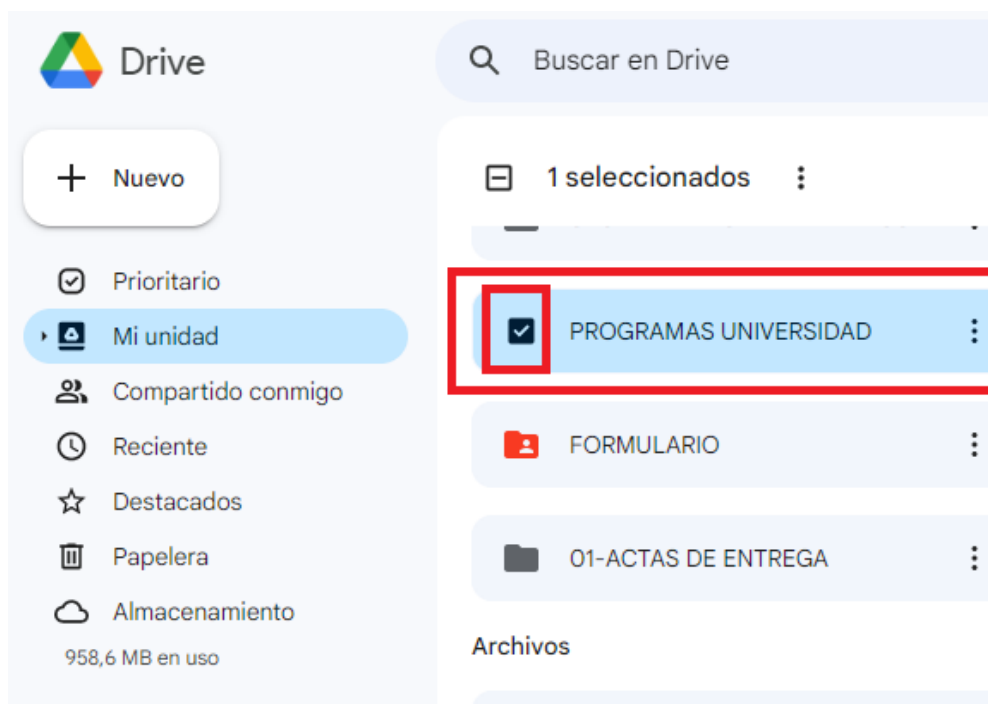 Drive
Buscar en Drive
Nuevo
1 seleccionados
Prioritario
Mi unidad
Compartido conmigo
Reciente
Destacados
Papelera
Almacenamiento
958,6 MB en uso
PROGRAMAS UNIVERSIDAD
FORMULARIO
01-ACTAS DE ENTREGA
Archivos